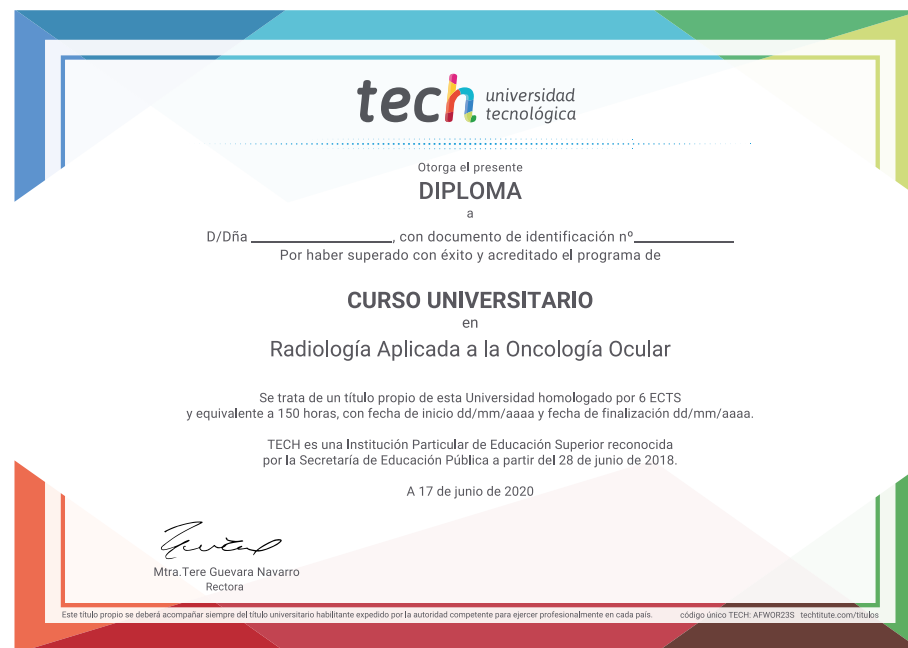 tech universidad
tecnológica
Otorga el presente
DIPLOMA
a
D/Dña ______________, con documento de identificación nº__________
Por haber superado con éxito y acreditado el programa de
CURSO UNIVERSITARIO
en
Radiología Aplicada a la Oncología Ocular
Se trata de un título propio de esta Universidad homologado por 6 ECTS
y equivalente a 150 horas, con fecha de inicio dd/mm/aaaa y fecha de finalización dd/mm/aaaa.
TECH es una Institución Particular de Educación Superior reconocida
por la Secretaría de Educación Pública a partir del 28 de junio de 2018.
A 17 de junio de 2020
Mtra.Tere Guevara Navarro
Rectora
Este título propio se deberá acompañar siempre del título universitario habilitante expedido por la autoridad competente para ejercer profesionalmente en cada país. código único TECH: AFWOR23S techtitute.com/titulos